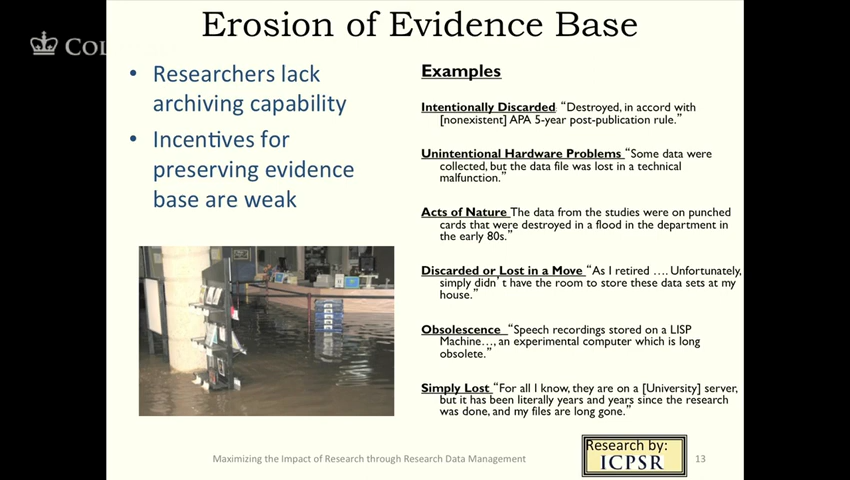 Erosion of Evidence Base
COL
• Researchers lack
archiving capability
• Incentives for
preserving evidence
base are weak
Examples
Intentionally Discarded: “Destroyed, in accord with
[nonexistent] APA 5-year post-publication rule.”
Unintentional Hardware Problems “Some data were
collected, but the data file was lost in a technical
malfunction.”
Acts of Nature The data from the studies were on punched
cards that were destroyed in a flood in the department in
the early 80s.”
Discarded or Lost in a Move “As I retired …. Unfortunately,
simply didn’t have the room to store these data sets at my
house.”
Obsolescence “Speech recordings stored on a LISP
Machine…, an experimental computer which is long
obsolete.”
Simply Lost “For all I know, they are on a [University] server,
but it has been literally years and years since the research
was done, and my files are long gone.”
Maximizing the Impact of Research through Research Data Management
Research by:
ICPSR
13